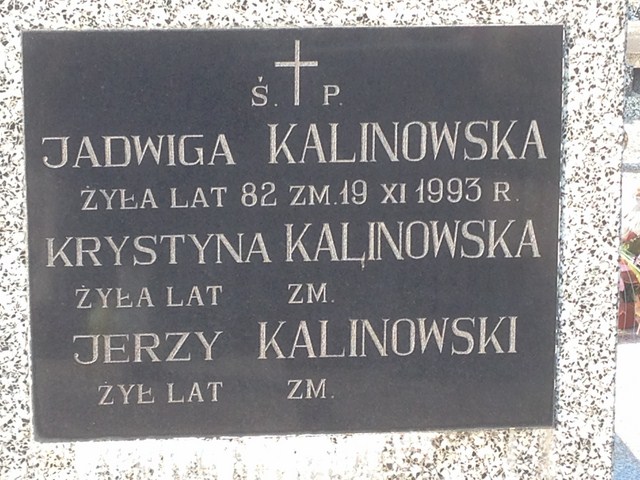 Ś. P.
JADWIGA KALINOWSKA
ŻYŁA LAT 82 ZM.19 XI 1993 R.
KRYSTYNA KALINOWSKA
ŻYŁA LAT ZM.
JERZY KALINOWSKI
ŻYŁ LAT ZM.